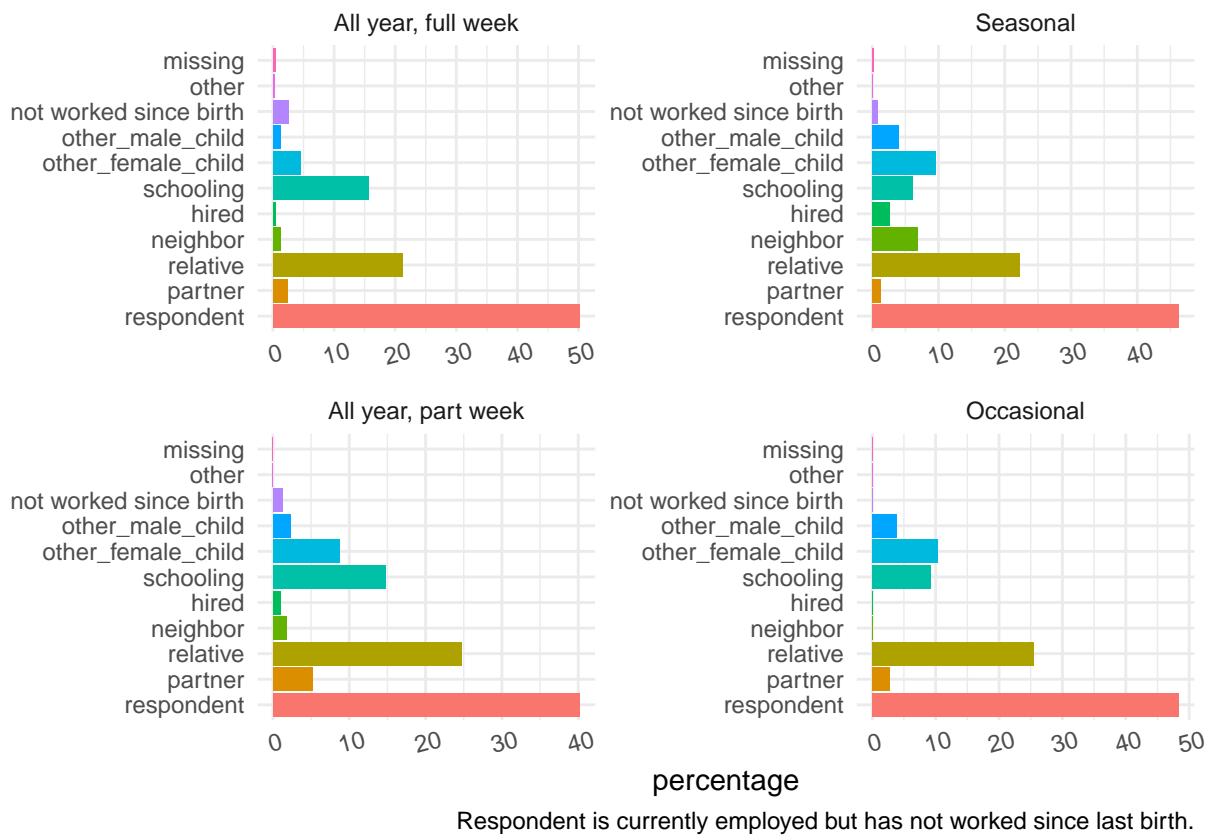 All year, full week
missing
other
not worked since birth
other_male_child
other_female_child
schooling
hired
neighbor
relative
partner
respondent
0 10 20 30 40 50
Seasonal
missing
other
not worked since birth
other_male_child
other_female_child
schooling
hired
neighbor
relative
partner
respondent
0 10 20 30 40
All year, part week
missing
other
not worked since birth
other_male_child
other_female_child
schooling
hired
neighbor
relative
partner
respondent
0 10 20 30 40
Occasional
missing
other
not worked since birth
other_male_child
other_female_child
schooling
hired
neighbor
relative
partner
respondent
0 10 20 30 40 50
percentage
Respondent is currently employed but has not worked since last birth.